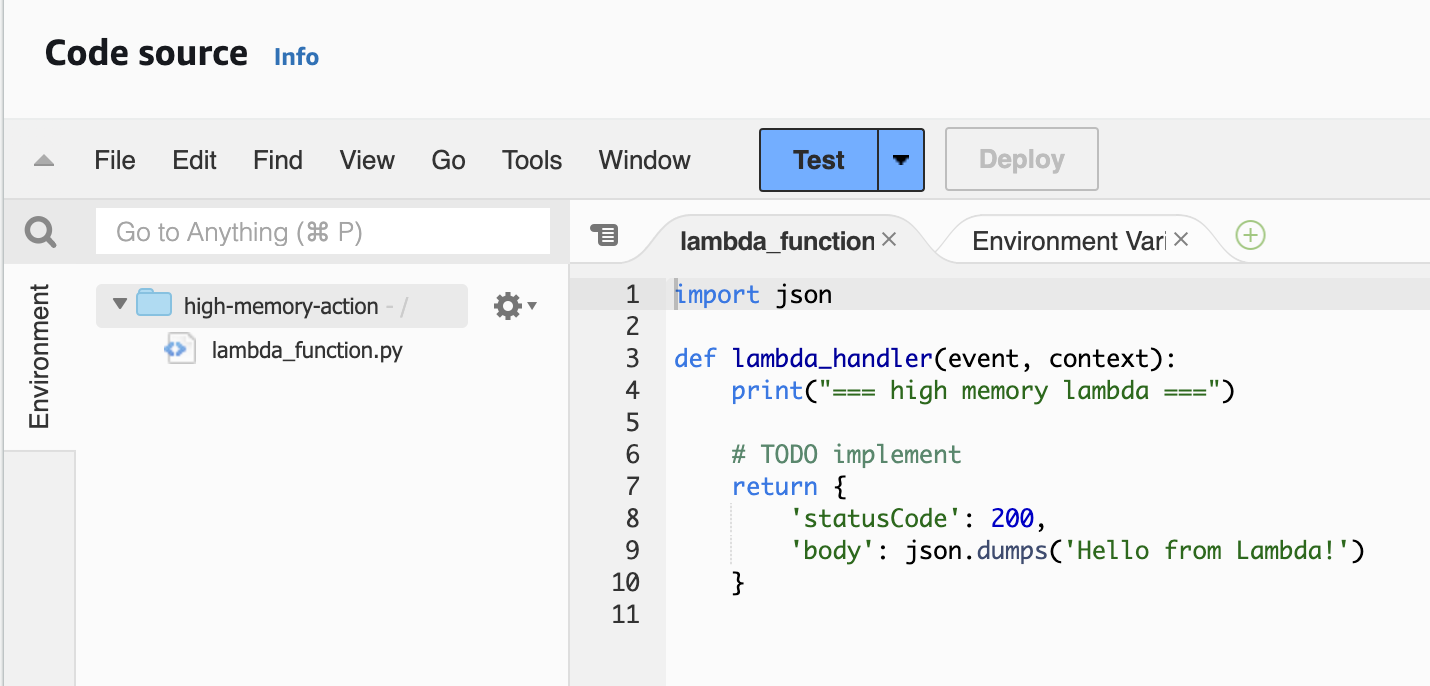 Code source Info
File Edit Find View Go Tools Window Test Deploy
Go to Anything (⌘ P)
lambda_function × Environment Vari ×
Environment
high-memory-action - /
lambda_function.py
1 import json
2
3 def lambda_handler(event, context):
4     print("=== high memory lambda ===")
5
6     # TODO implement
7     return {
8         'statusCode': 200,
9         'body': json.dumps('Hello from Lambda!')
10     }
11